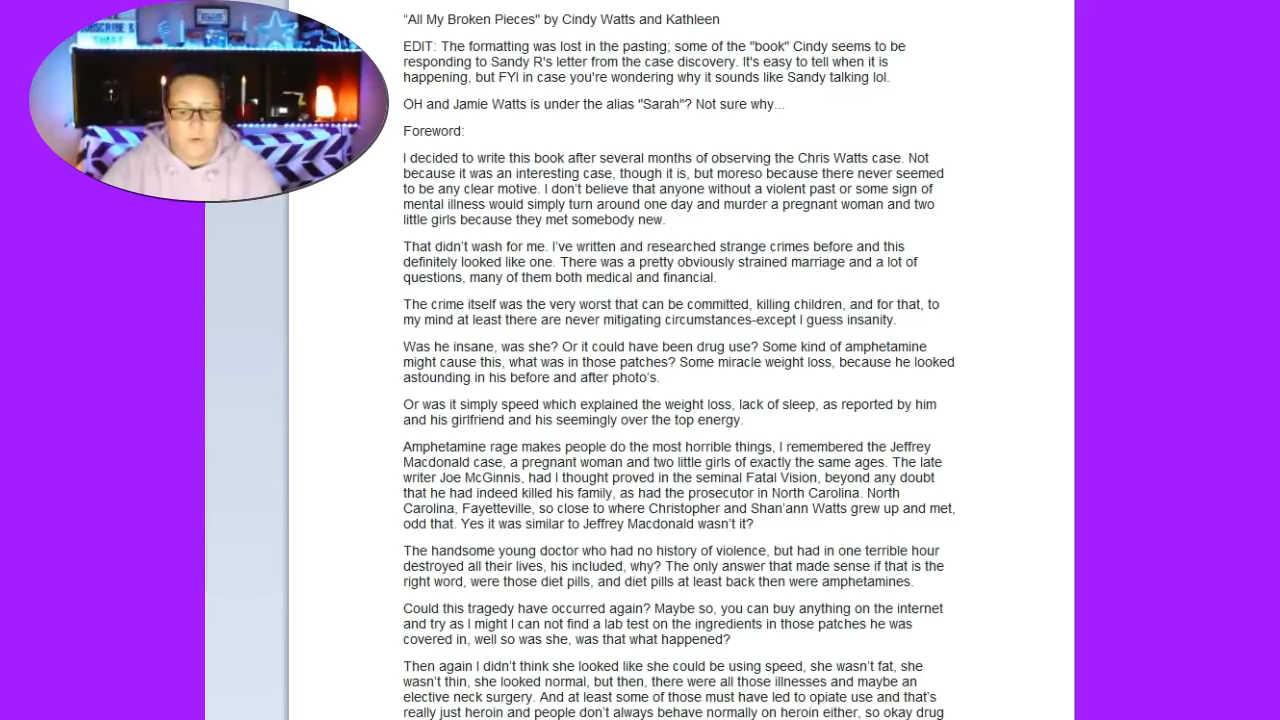 SUBSCRIBE &
SHARE
“All My Broken Pieces" by Cindy Watts and Kathleen
EDIT: The formatting was lost in the pasting; some of the "book" Cindy seems to be
responding to Sandy R's letter from the case discovery. It's easy to tell when it is
happening, but FYI in case you're wondering why it sounds like Sandy talking lol.
OH and Jamie Watts is under the alias "Sarah"? Not sure why...
Foreword:
I decided to write this book after several months of observing the Chris Watts case. Not
because it was an interesting case, though it is, but moreso because there never seemed
to be any clear motive. I don’t believe that anyone without a violent past or some sign of
mental illness would simply turn around one day and murder a pregnant woman and two
little girls because they met somebody new.
That didn’t wash for me. I’ve written and researched strange crimes before and this
definitely looked like one. There was a pretty obviously strained marriage and a lot of
questions, many of them both medical and financial.
The crime itself was the very worst that can be committed, killing children, and for that, to
my mind at least there are never mitigating circumstances-except I guess insanity.
Was he insane, was she? Or it could have been drug use? Some kind of amphetamine
might cause this, what was in those patches? Some miracle weight loss, because he looked
astounding in his before and after photo’s.
Or was it simply speed which explained the weight loss, lack of sleep, as reported by him
and his girlfriend and his seemingly over the top energy.
Amphetamine rage makes people do the most horrible things, I remembered the Jeffrey
Macdonald case, a pregnant woman and two little girls of exactly the same ages. The late
writer Joe McGinnis, had I thought proved in the seminal Fatal Vision, beyond any doubt
that he had indeed killed his family, as had the prosecutor in North Carolina. North
Carolina, Fayetteville, so close to where Christopher and Shan’ann Watts grew up and met,
odd that. Yes it was similar to Jeffrey Macdonald wasn’t it?
The handsome young doctor who had no history of violence, but had in one terrible hour
destroyed all their lives, his included, why? The only answer that made sense if that is the
right word, were those diet pills, and diet pills at least back then were amphetamines.
Could this tragedy have occurred again? Maybe so, you can buy anything on the internet
and try as I might I can not find a lab test on the ingredients in those patches he was
covered in, well so was she, was that what happened?
Then again I didn’t think she looked like she could be using speed, she wasn’t fat, she
wasn’t thin, she looked normal, but then, there were all those illnesses and maybe an
elective neck surgery. And at least some of those must have led to opiate use and that’s
really just heroin and people don’t always behave normally on heroin either, so okay drug